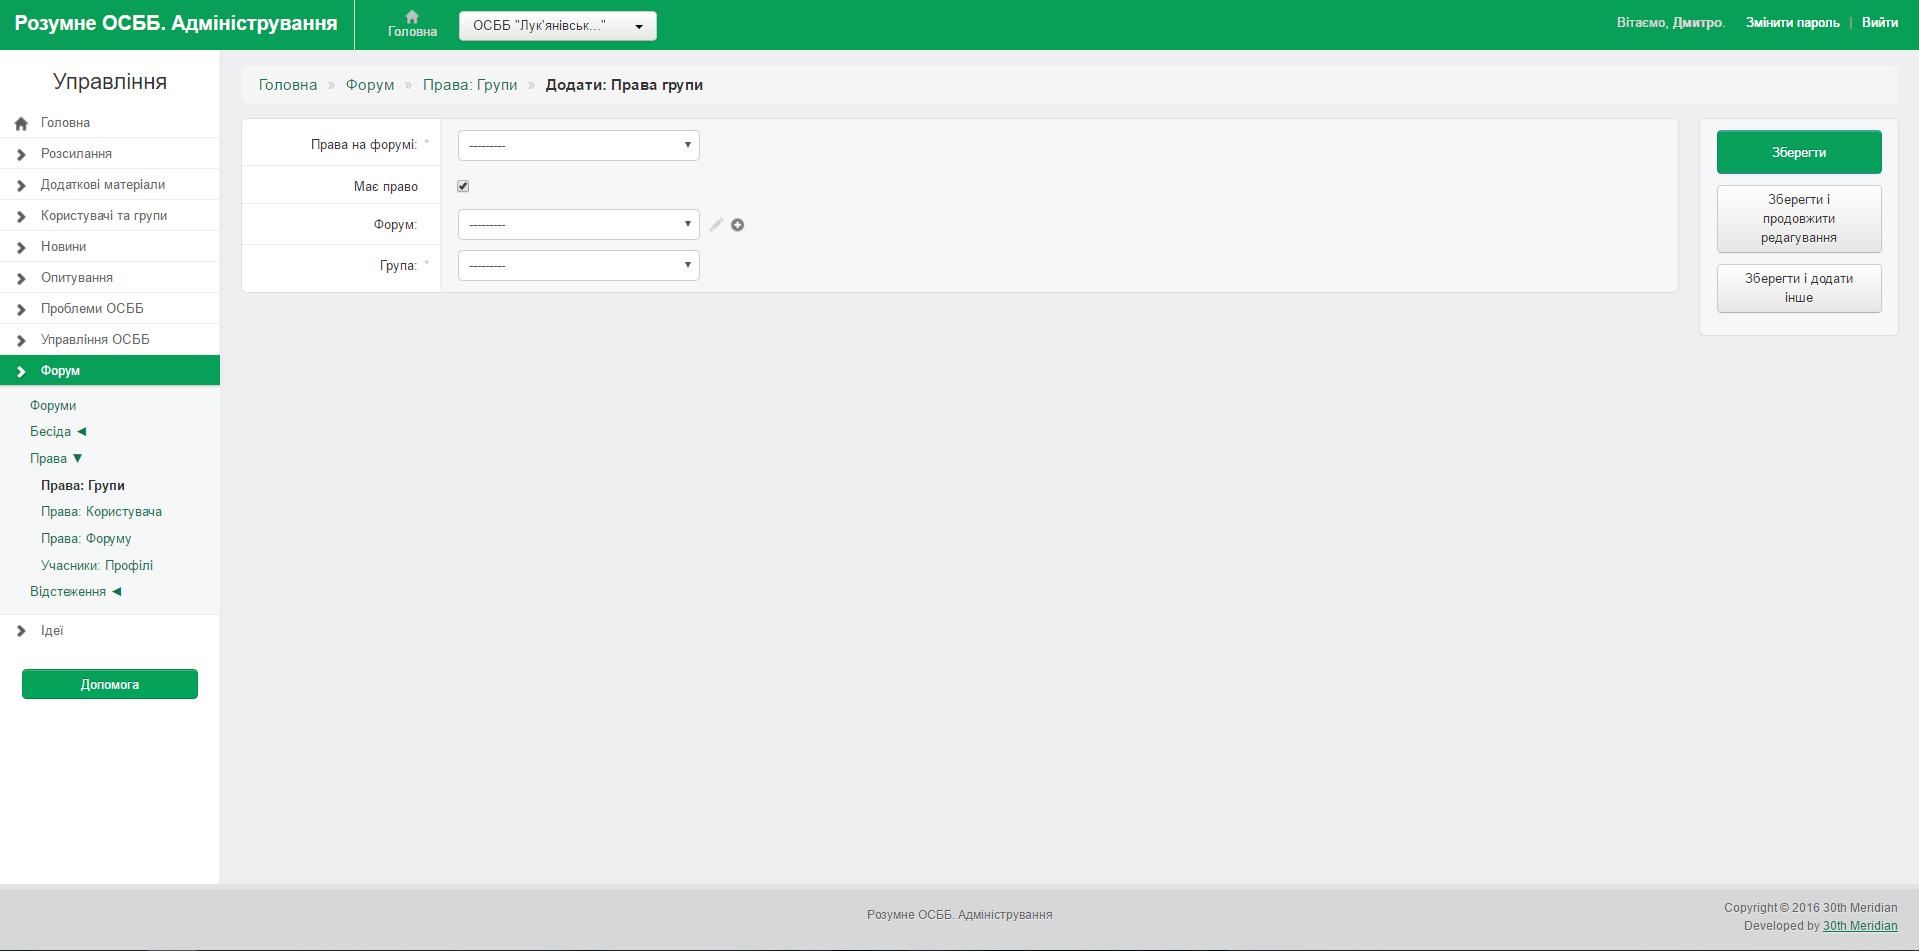 Розумне ОСББ. Адміністрування
Головна
ОСББ "Лук'янівськ..."
Вітаємо, Дмитро. Змінити пароль | Вийти
Управління
Головна
Розсилання
Додаткові матеріали
Користувачі та групи
Новини
Опитування
Проблеми ОСББ
Управління ОСББ
Форум
Форуми
Бесіда ◀
Права ▼
Права: Групи
Права: Користувача
Права: Форуму
Учасники: Профілі
Відстеження ◀
Ідеї
Допомога
Головна » Форум » Права: Групи » Додати: Права групи
Права на форумі: * ---------
Має право
Форум: ---------
Група: * ---------
Зберегти
Зберегти і
продовжити
редагування
Зберегти і додати
інше
Розумне ОСББ. Адміністрування
Copyright © 2016 30th Meridian
Developed by 30th Meridian